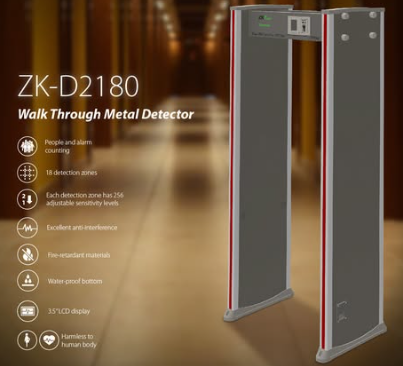 ZK-D2180
Walk Through Metal Detector
People and alarm
counting
18 detection zones
Each detection zone has 256
adjustable sensitivity levels
Excellent anti-interference
Fire-retardant materials
Water-proof bottom
3.5"LCD display
Harmless to
human body